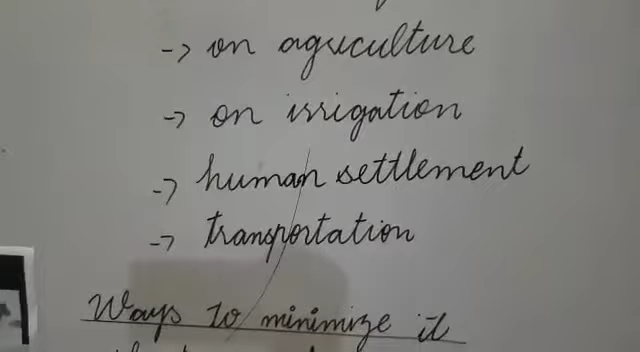 -> on agriculture
-> on irrigation
-> human settlement
-> transportation
Ways to minimize it